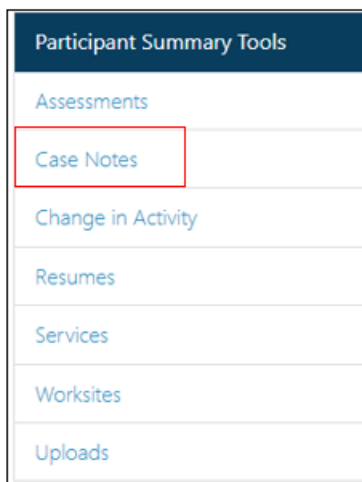 Participant Summary Tools
Assessments
Case Notes
Change in Activity
Resumes
Services
Worksites
Uploads